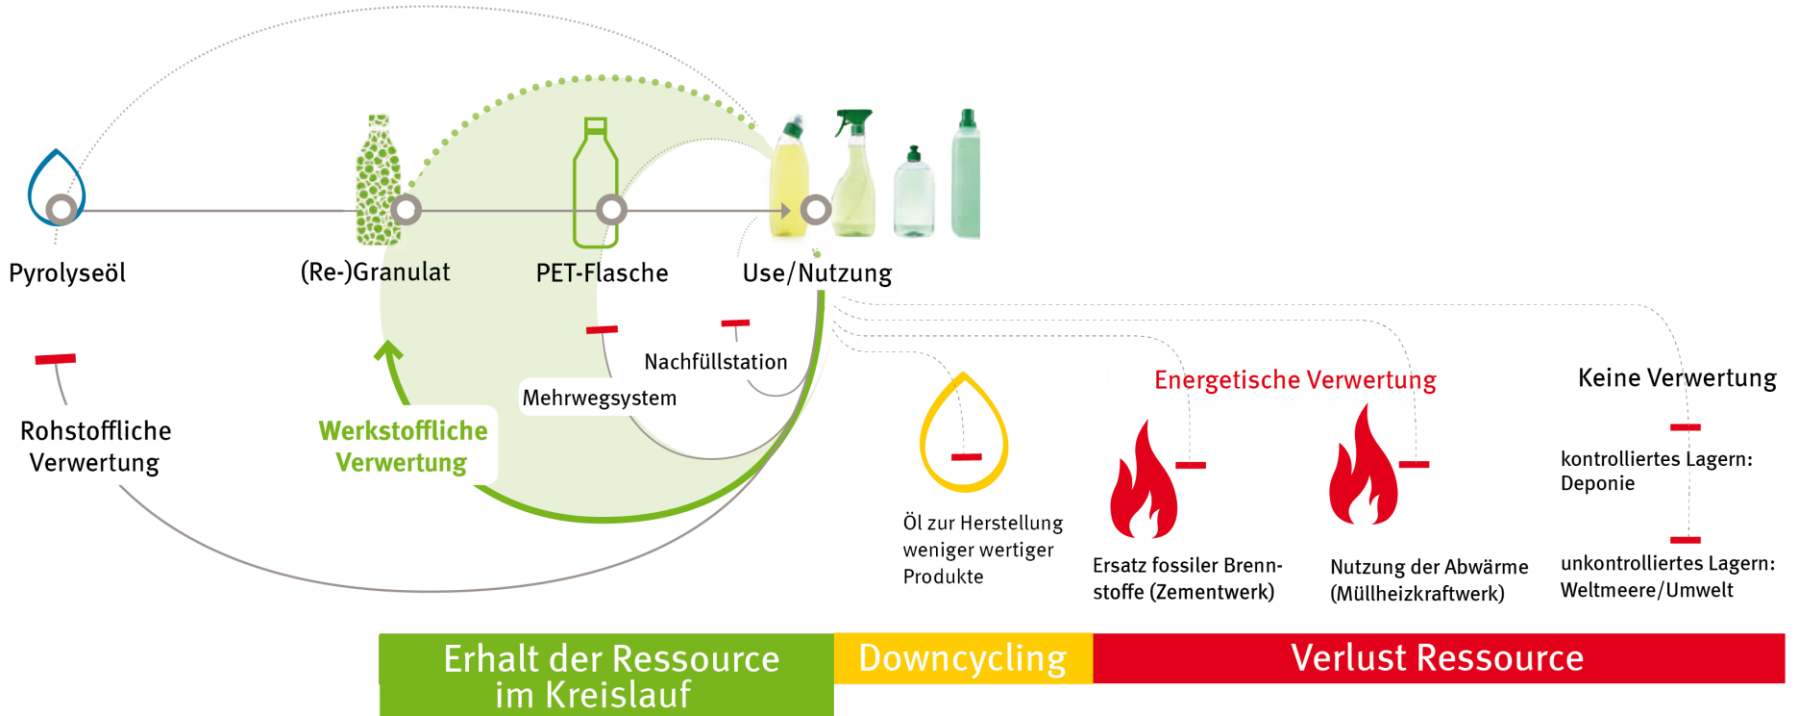 Pyrolyseöl
(Re-)Granulat
PET-Flasche
Use/Nutzung
Nachfüllstation
Mehrwegsystem
Rohstoffliche
Verwertung
Werkstoffliche
Verwertung
Energetische Verwertung
Keine Verwertung
Öl zur Herstellung
weniger wertiger
Produkte
Ersatz fossiler Brenn-
stoffe (Zementwerk)
Nutzung der Abwärme
(Müllheizkraftwerk)
kontrolliertes Lagern:
Deponie
unkontrolliertes Lagern:
Weltmeere/Umwelt
Erhalt der Ressource
im Kreislauf
Downcycling
Verlust Ressource